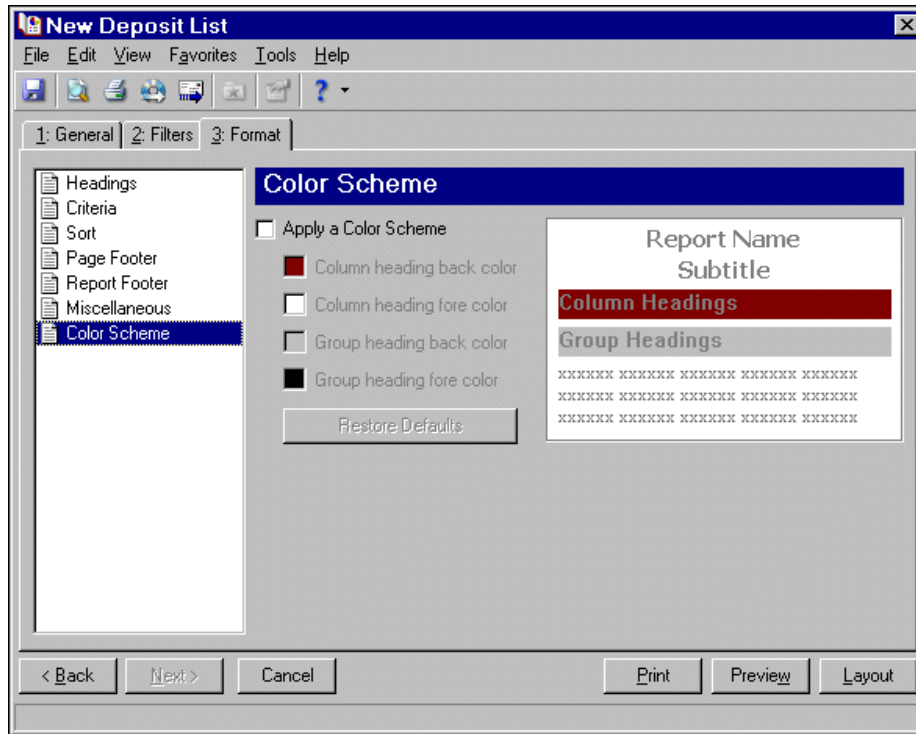 New Deposit List
File Edit View Favorites Tools Help
1: General 2: Filters 3: Format
Headings
Criteria
Sort
Page Footer
Report Footer
Miscellaneous
Color Scheme
Color Scheme
Apply a Color Scheme
Column heading back color
Column heading fore color
Group heading back color
Group heading fore color
Restore Defaults
Report Name
Subtitle
Column Headings
Group Headings
xxxxxx xxxxxx xxxxxx xxxxxx xxxxxx
xxxxxx xxxxxx xxxxxx xxxxxx xxxxxx
xxxxxx xxxxxx xxxxxx xxxxxx xxxxxx
< Back Next > Cancel Print Preview Layout